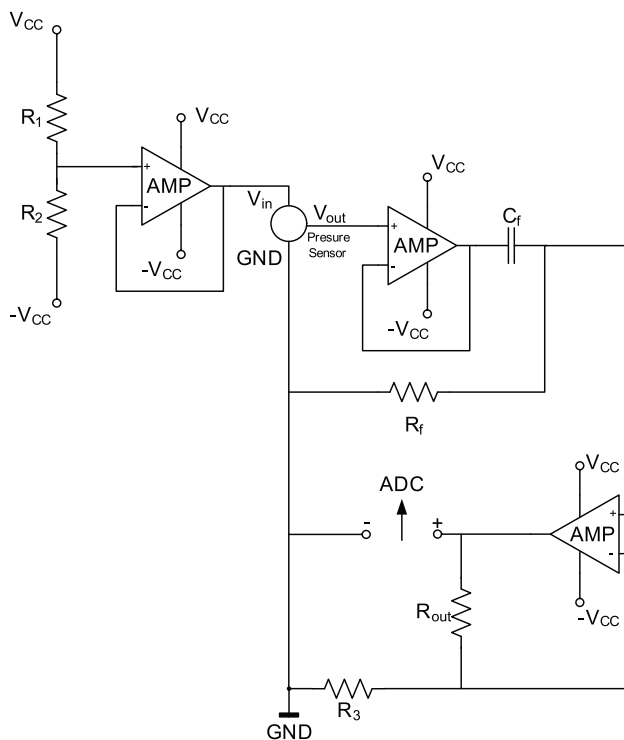 VCC
R1
R2
-VCC
+
-
AMP
VCC
-VCC
Vin
GND
Vout
Presure
Sensor
+
-
AMP
VCC
-VCC
Cf
Rf
ADC
-
+
VCC
AMP
+
-
-VCC
Rout
R3
GND